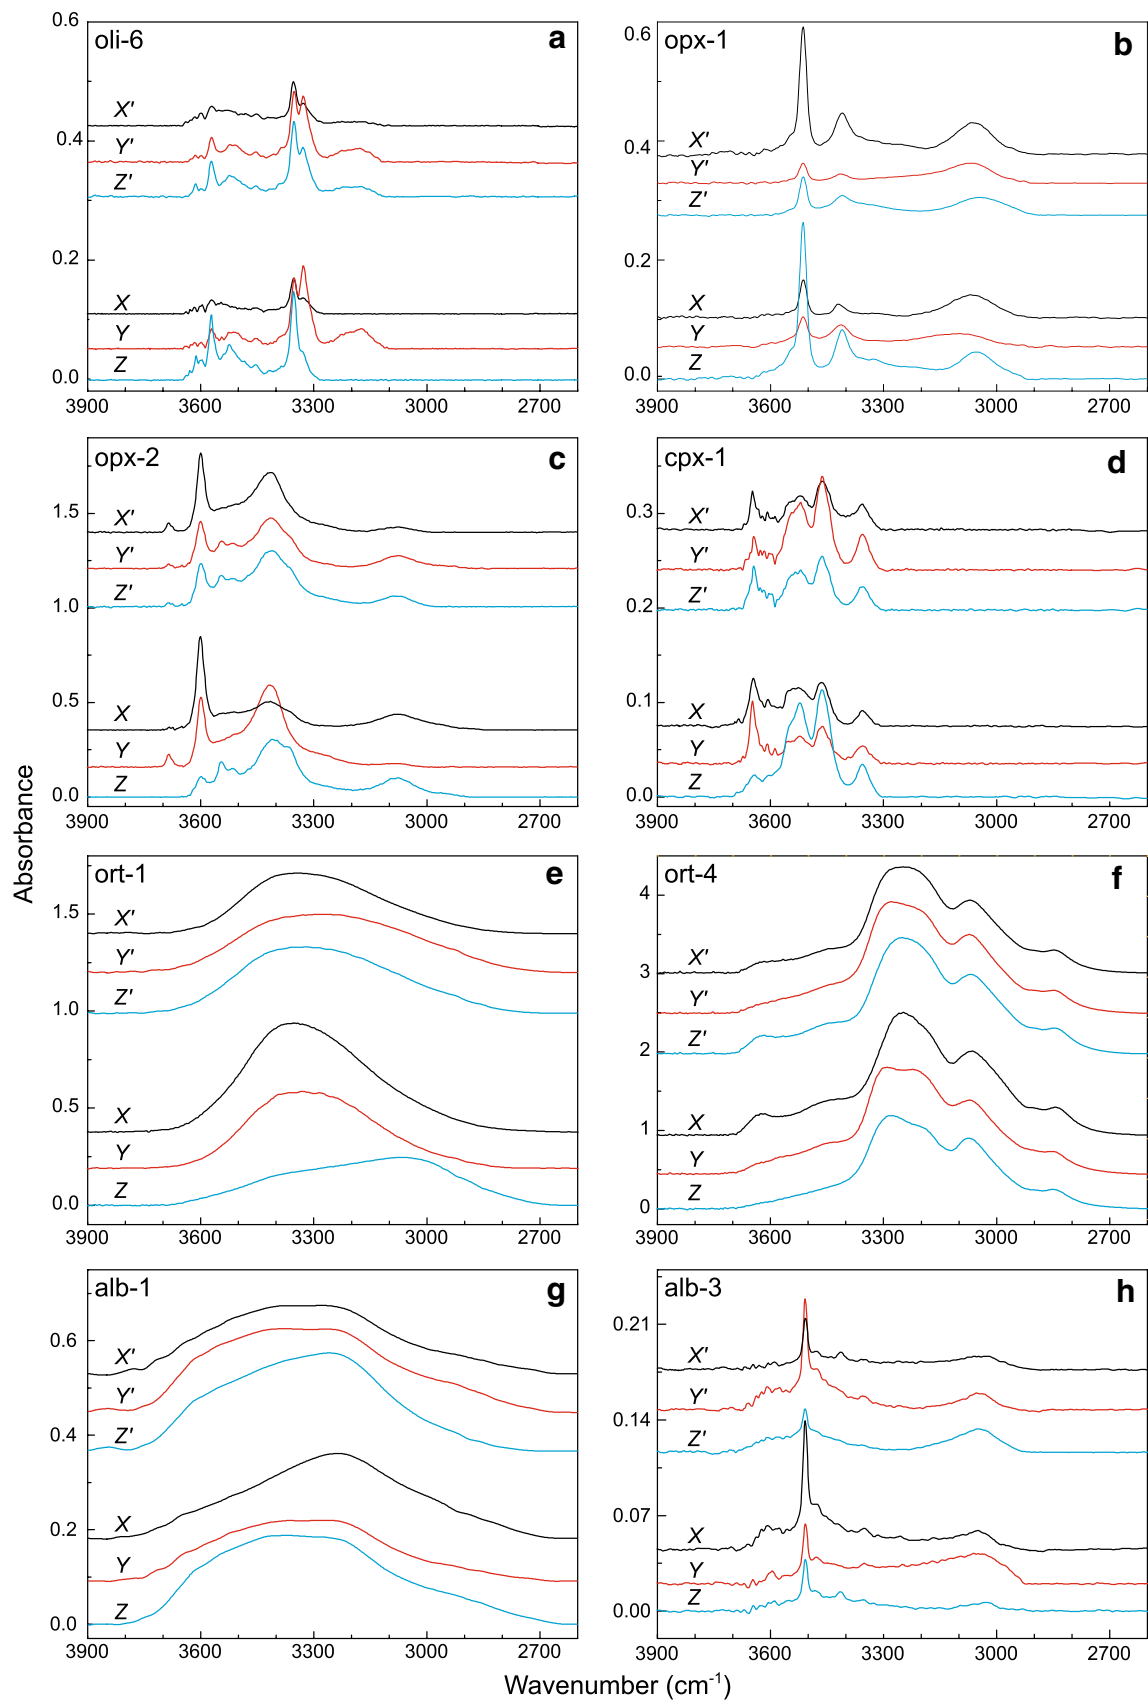 oli-6
a
0.6
0.4
0.2
0.0
X'
Y'
Z'
X
Y
Z
3900 3600 3300 3000 2700
opx-1
b
0.6
0.4
0.2
0.0
X'
Y'
Z'
X
Y
Z
3900 3600 3300 3000 2700
opx-2
c
1.5
1.0
0.5
0.0
X'
Y'
Z'
X
Y
Z
3900 3600 3300 3000 2700
cpx-1
d
0.3
0.2
0.1
0.0
X'
Y'
Z'
X
Y
Z
3900 3600 3300 3000 2700
Absorbance
ort-1
e
1.5
1.0
0.5
0.0
X'
Y'
Z'
X
Y
Z
3900 3600 3300 3000 2700
ort-4
f
4
3
2
1
0
X'
Y'
Z'
X
Y
Z
3900 3600 3300 3000 2700
alb-1
g
0.6
0.4
0.2
0.0
X'
Y'
Z'
X
Y
Z
3900 3600 3300 3000 2700
alb-3
h
0.21
0.14
0.07
0.00
X'
Y'
Z'
X
Y
Z
3900 3600 3300 3000 2700
Wavenumber (cm⁻¹)